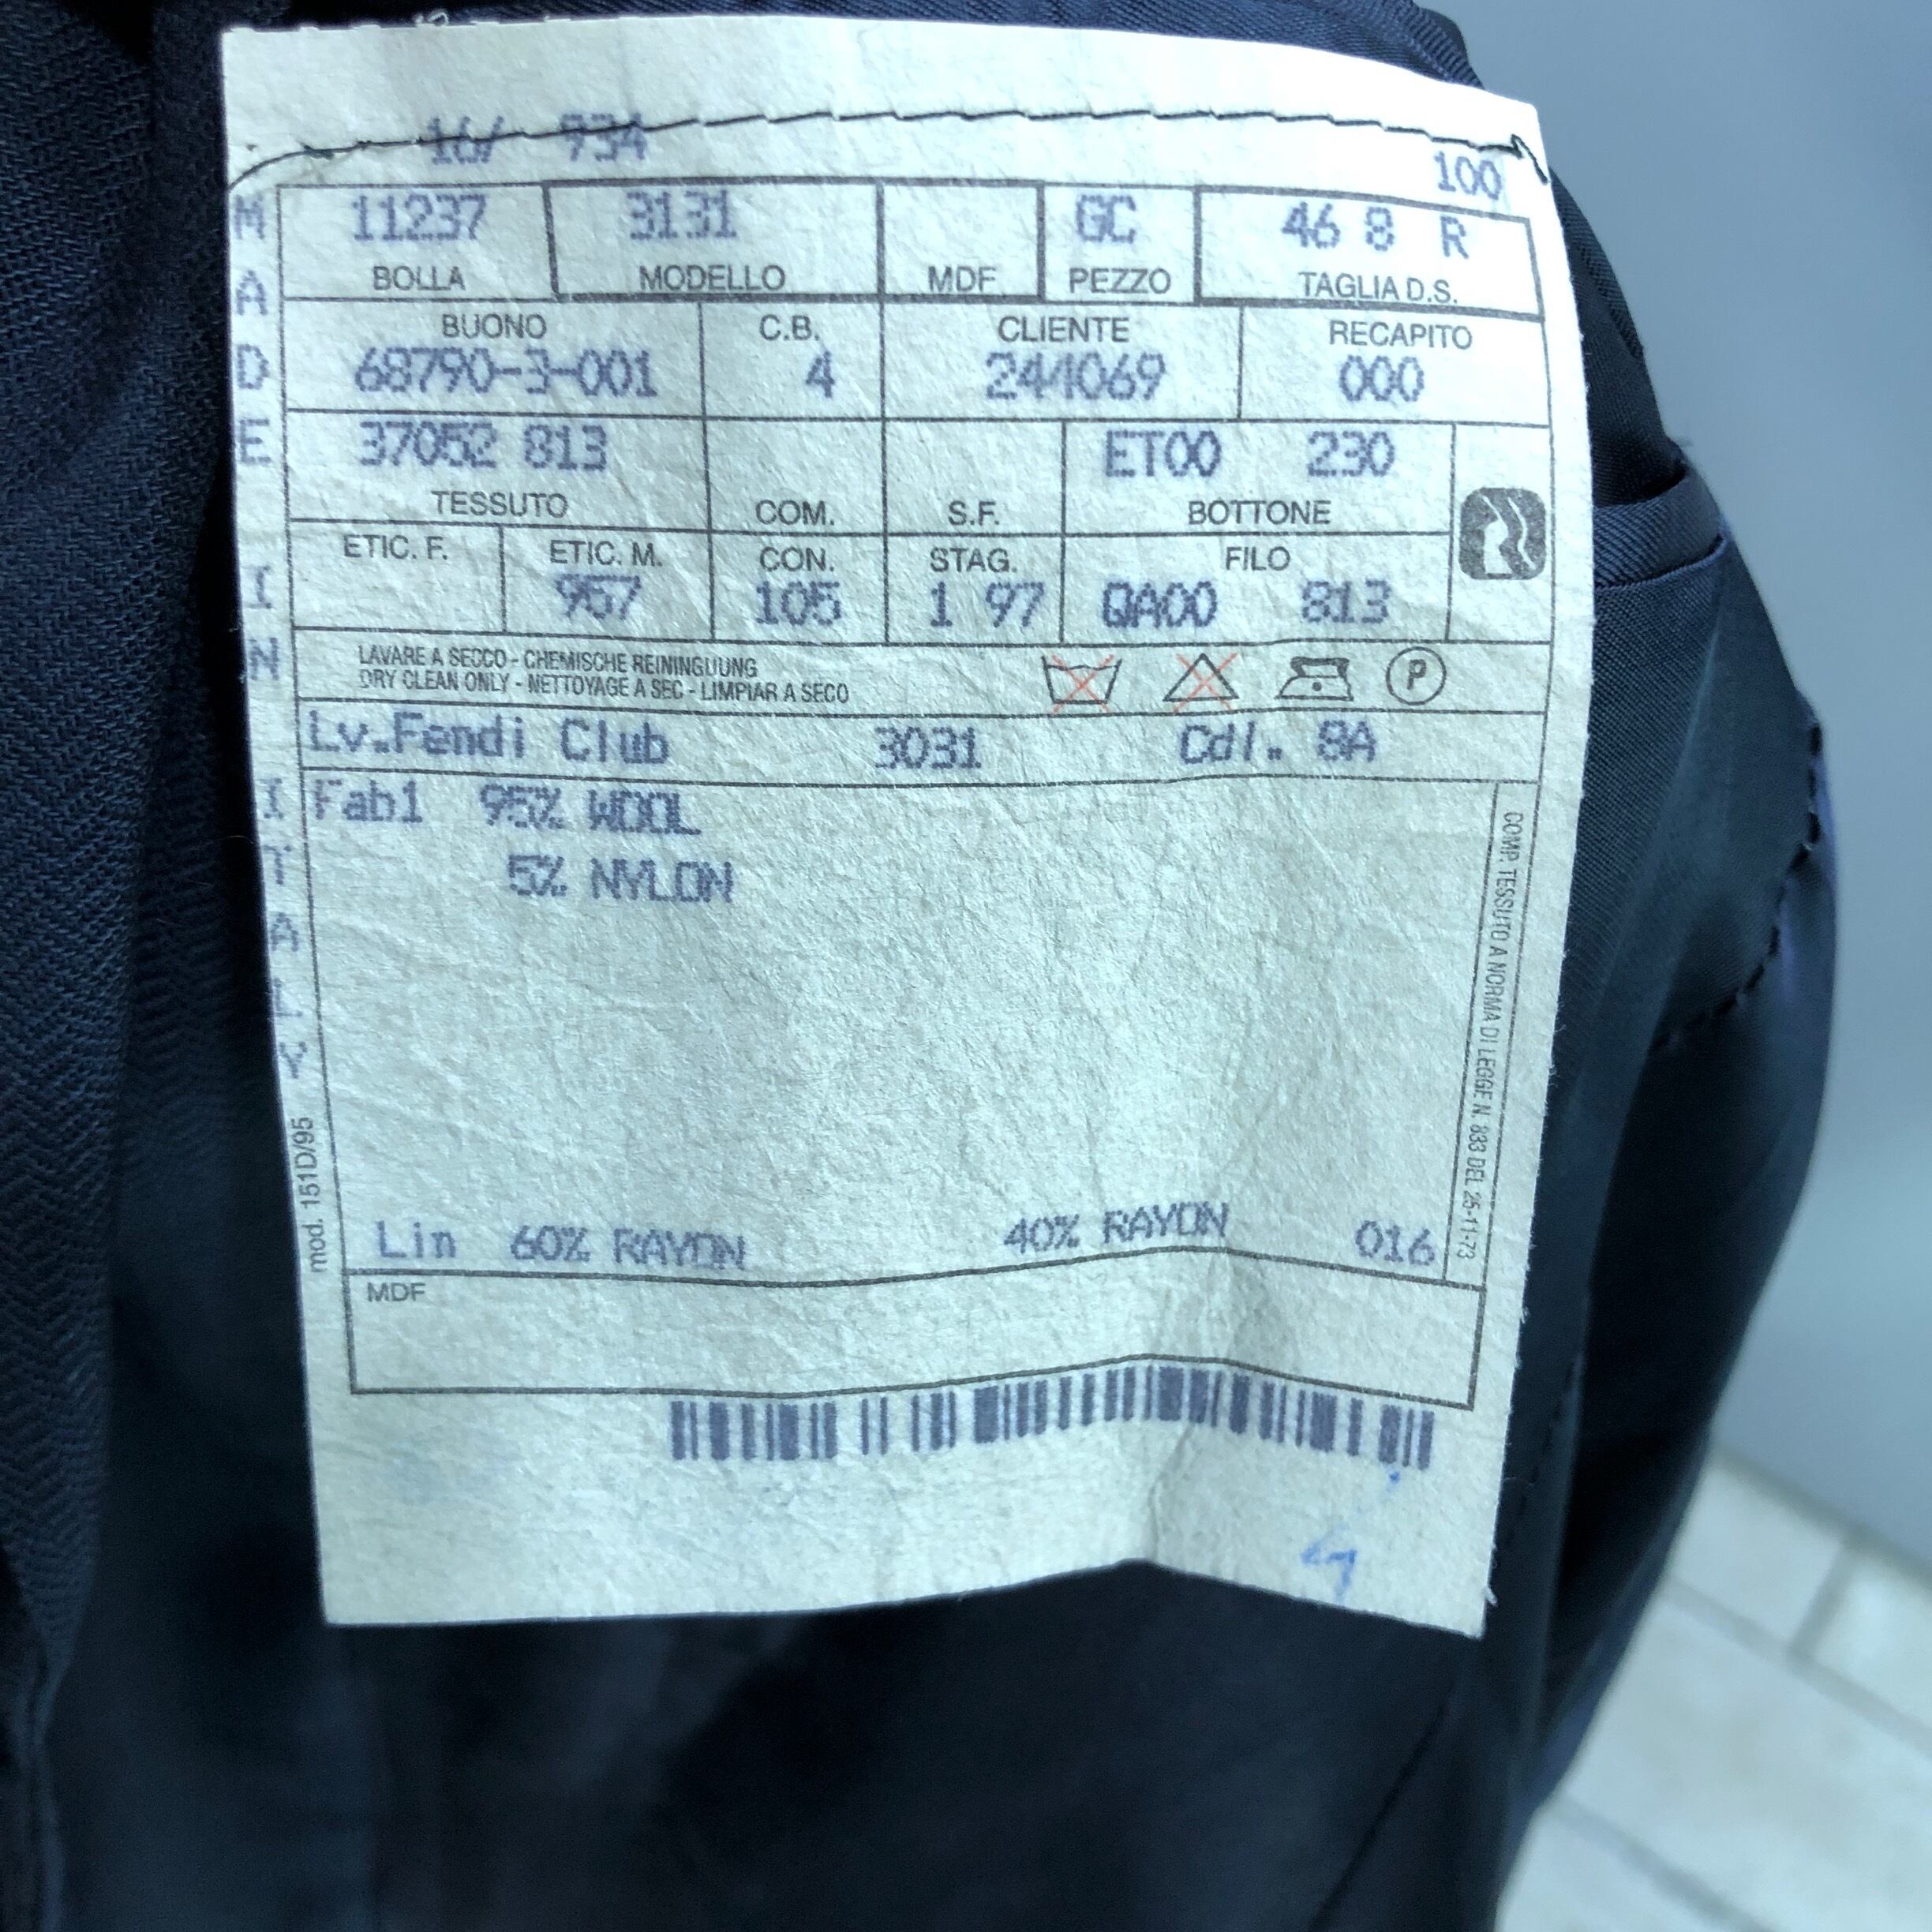 16/ 934
100
11237 3131 GC 46 8 R
BOLLA MODELLO MDF PEZZO TAGLIA D.S.
BUONO C.B. CLIENTE RECAPITO
68790-3-001 4 244069 000
37052 813 ET00 230
TESSUTO COM. S.F. BOTTONE
ETIC. F. ETIC. M. CON. STAG. FILO
957 105 1 97 QA00 813
LAVARE A SECCO - CHEMISCHE REINIGUUNG
DRY CLEAN ONLY - NETTOYAGE A SEC - LIMPIAR A SECO
P
Lv.Fendi Club 3031 Cdl. 8A
Fab1 95% WOOL
5% NYLON
Lin 60% RAYON 40% RAYON 016
MDF
MADE IN ITALY
mod. 151D/95
COMP. TESSUTO A NORMA DI LEGGE N. 833 DEL 25-11-73